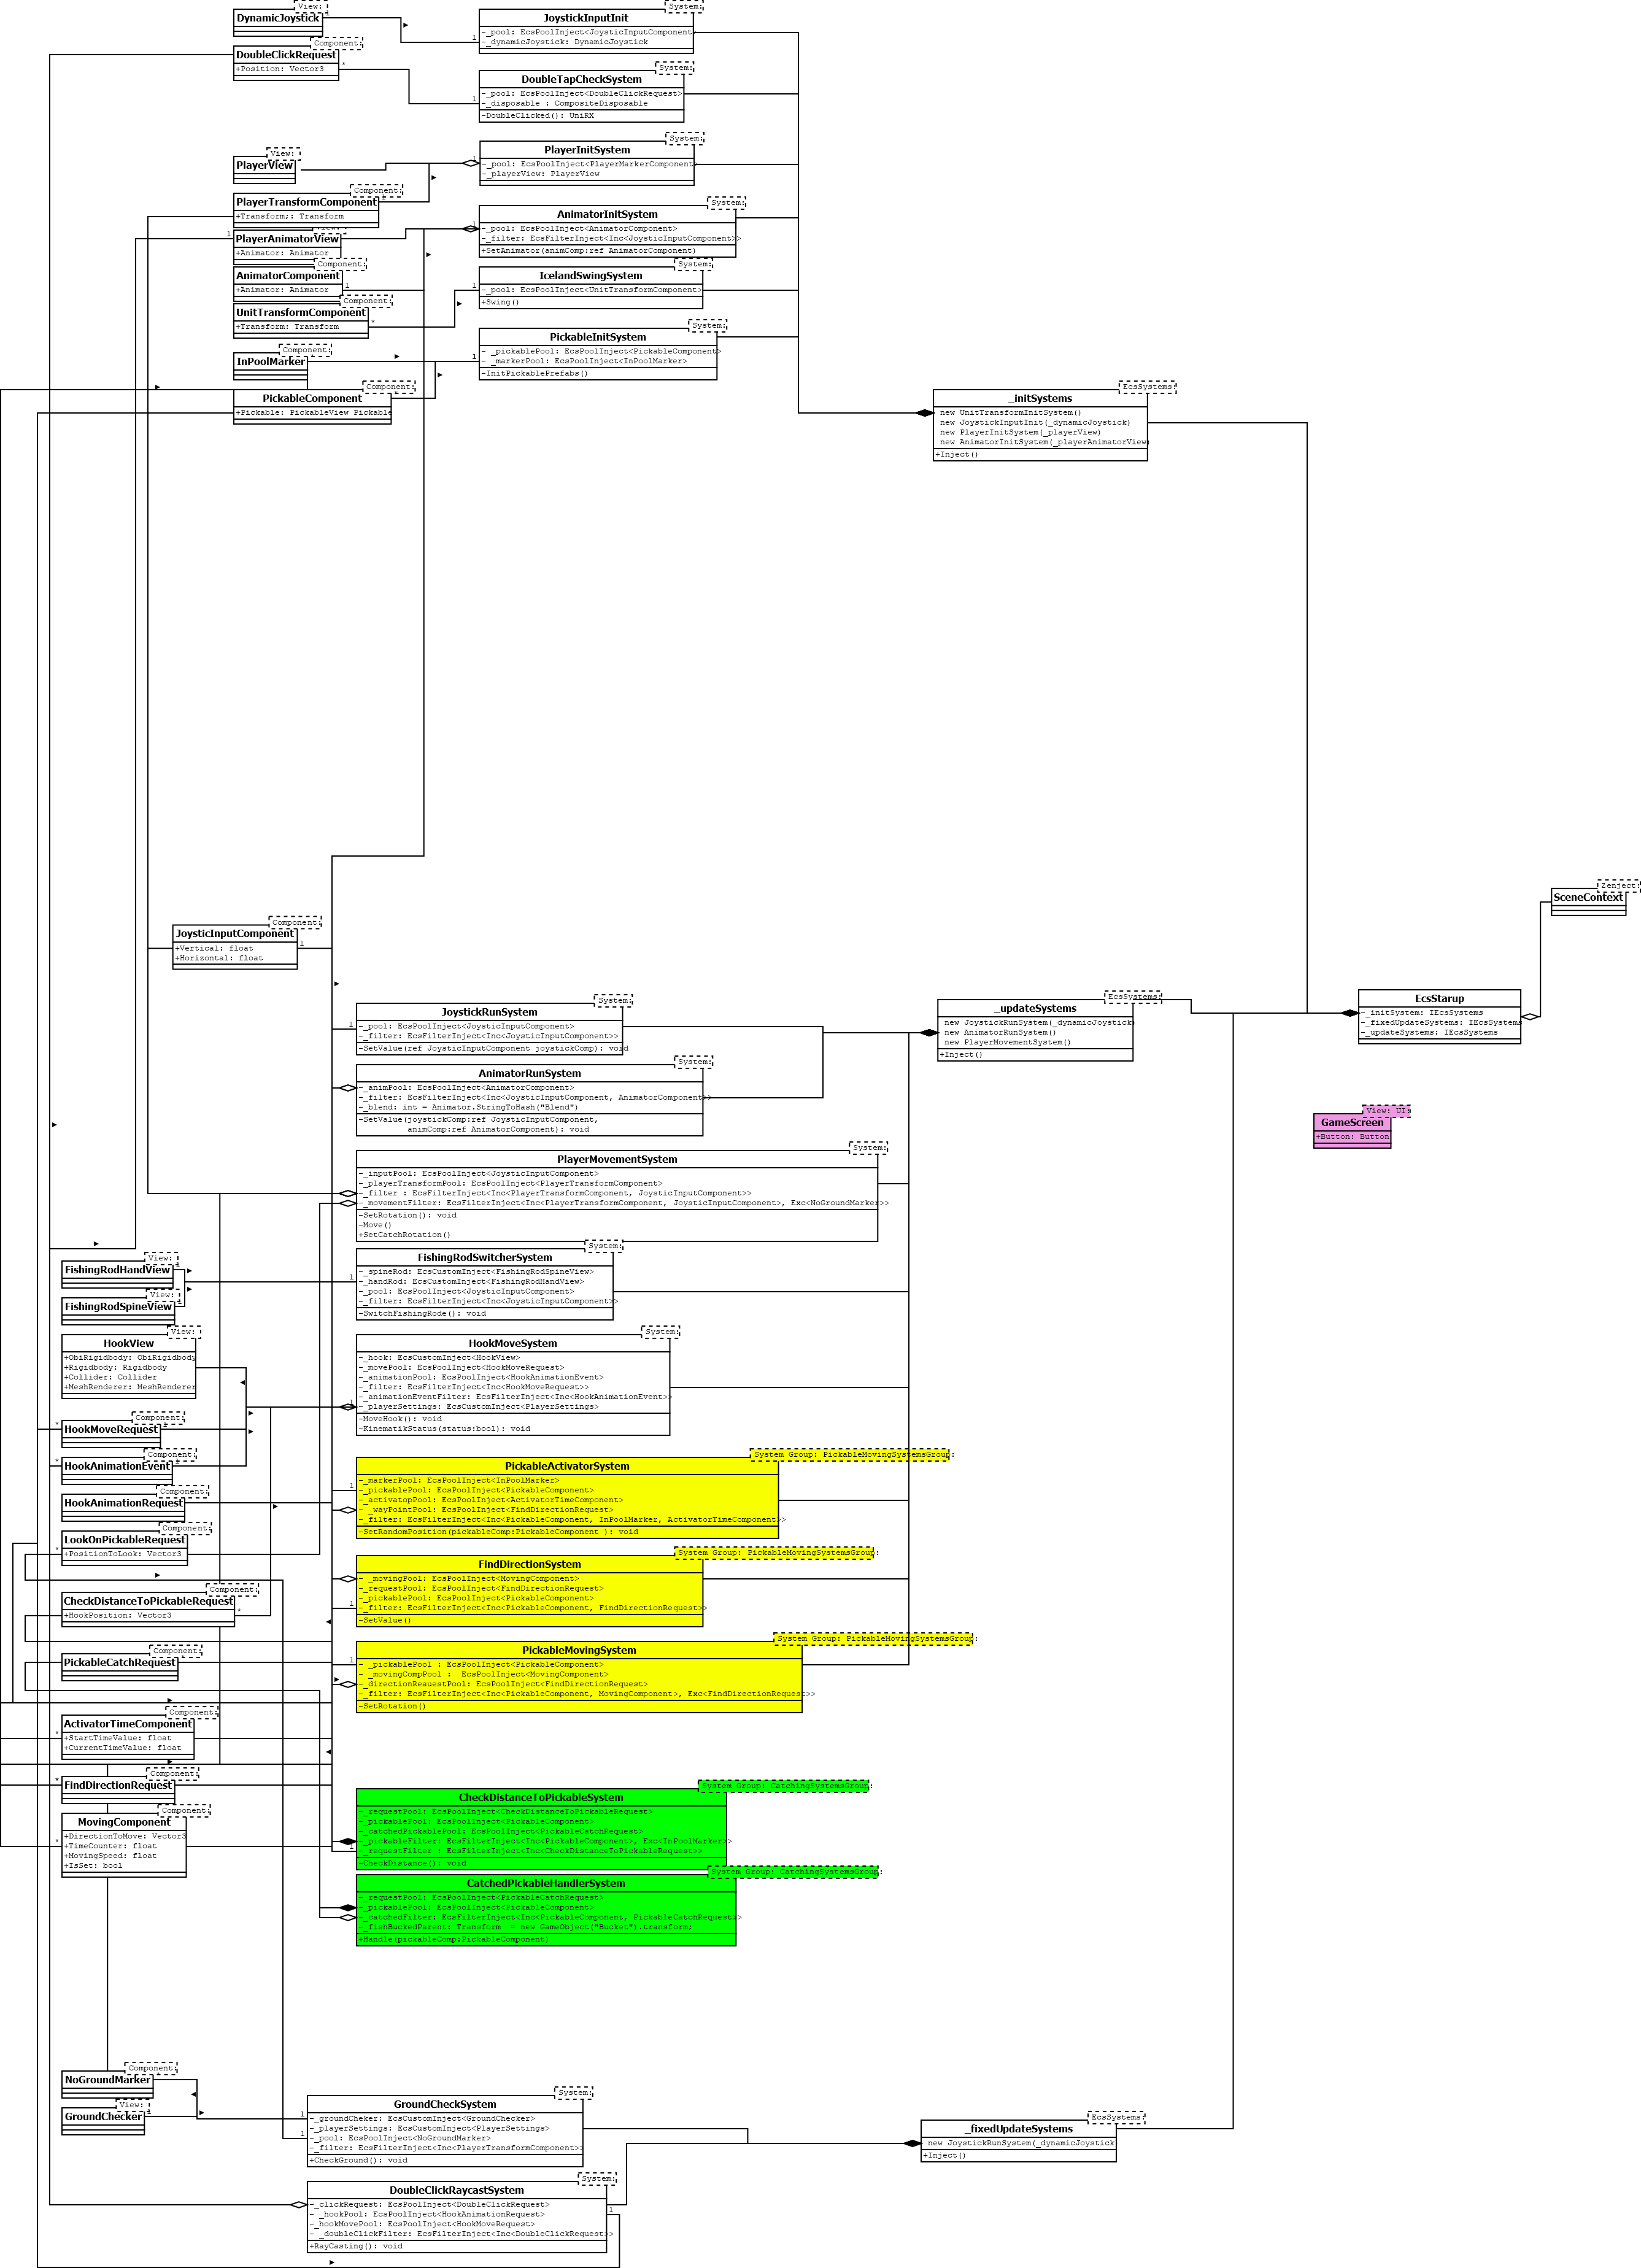 View:
DynamicJoystick
1
System:
JoystickInputInit
-_pool: EcsPoolInject<JoysticInputComponent>
-_dynamicJoystick: DynamicJoystick
1
Component:
DoubleClickRequest
+Position: Vector3
*
System:
DoubleTapCheckSystem
-_pool: EcsPoolInject<DoubleClickRequest>
-_disposable : CompositeDisposable
-DoubleClicked(): UniRX
1
View:
PlayerView
System:
PlayerInitSystem
-_pool: EcsPoolInject<PlayerMarkerComponent>
-_playerView: PlayerView
1
Component:
PlayerTransformComponent
+Transform;: Transform
1
System:
AnimatorInitSystem
-_pool: EcsPoolInject<AnimatorComponent>
-_filter: EcsFilterInject<Inc<JoysticInputComponent>>
+SetAnimator(animComp:ref AnimatorComponent)
1
PlayerAnimatorView
+Animator: Animator
1
Component:
AnimatorComponent
+Animator: Animator
1
System:
IcelandSwingSystem
-_pool: EcsPoolInject<UnitTransformComponent>
+Swing()
1
Component:
UnitTransformComponent
+Transform: Transform
*
System:
PickableInitSystem
- _pickablePool: EcsPoolInject<PickableComponent>
- _markerPool: EcsPoolInject<InPoolMarker>
-InitPickablePrefabs()
1
Component:
InPoolMarker
Component:
PickableComponent
+Pickable: PickableView Pickable
EcsSystems:
_initSystems
new UnitTransformInitSystem()
new JoystickInputInit(_dynamicJoystick)
new PlayerInitSystem(_playerView)
new AnimatorInitSystem(_playerAnimatorView)
+Inject()
Zenject:
SceneContext
Component:
JoysticInputComponent
+Vertical: float
+Horizontal: float
1
System:
JoystickRunSystem
-_pool: EcsPoolInject<JoysticInputComponent>
-_filter: EcsFilterInject<Inc<JoysticInputComponent>>
-SetValue(ref JoysticInputComponent joystickComp): void
1
EcsSystems:
_updateSystems
new JoystickRunSystem(_dynamicJoystick)
new AnimatorRunSystem()
new PlayerMovementSystem()
+Inject()
EcsStarup
-_initSystem: IEcsSystems
-_fixedUpdateSystems: IEcsSystems
-_updateSystems: IEcsSystems
System:
AnimatorRunSystem
-_animPool: EcsPoolInject<AnimatorComponent>
-_filter: EcsFilterInject<Inc<JoysticInputComponent, AnimatorComponent>>
-_blend: int = Animator.StringToHash("Blend")
-SetValue(joystickComp:ref JoysticInputComponent,
animComp:ref AnimatorComponent): void
View: UI
GameScreen
+Button: Button
System:
PlayerMovementSystem
-_inputPool: EcsPoolInject<JoysticInputComponent>
-_playerTransformPool: EcsPoolInject<PlayerTransformComponent>
-_filter : EcsFilterInject<Inc<PlayerTransformComponent, JoysticInputComponent>>
-_movementFilter: EcsFilterInject<Inc<PlayerTransformComponent, JoysticInputComponent>, Exc<NoGroundMarker>>
-SetRotation(): void
-Move()
+SetCatchRotation()
View:
FishingRodHandView
View:
FishingRodSpineView
System:
FishingRodSwitcherSystem
-_spineRod: EcsCustomInject<FishingRodSpineView>
-_handRod: EcsCustomInject<FishingRodHandView>
-_pool: EcsPoolInject<JoysticInputComponent>
-_filter: EcsFilterInject<Inc<JoysticInputComponent>>
-SwitchFishingRode(): void
1
View:
HookView
+ObiRigidbody: ObiRigidbody
+Rigidbody: Rigidbody
+Collider: Collider
+MeshRenderer: MeshRenderer
System:
HookMoveSystem
-_hook: EcsCustomInject<HookView>
-_movePool: EcsPoolInject<HookMoveRequest>
-_animationPool: EcsPoolInject<HookAnimationEvent>
-_filter: EcsFilterInject<Inc<HookMoveRequest>>
-_animationEventFilter: EcsFilterInject<Inc<HookAnimationEvent>>
-_playerSettings: EcsCustomInject<PlayerSettings>
-MoveHook(): void
-KinematikStatus(status:bool): void
1
Component:
HookMoveRequest
*
Component:
HookAnimationEvent
*
Component:
HookAnimationRequest
Component:
LookOnPickableRequest
+PositionToLook: Vector3
*
System Group: PickableMovingSystemsGroup:
PickableActivatorSystem
-_markerPool: EcsPoolInject<InPoolMarker>
-_pickablePool: EcsPoolInject<PickableComponent>
-_activatopPool: EcsPoolInject<ActivatorTimeComponent>
- _wayPointPool: EcsPoolInject<FindDirectionRequest>
-_filter: EcsFilterInject<Inc<PickableComponent, InPoolMarker, ActivatorTimeComponent>>
-SetRandomPosition(pickableComp:PickableComponent ): void
1
System Group: PickableMovingSystemsGroup:
FindDirectionSystem
- _movingPool: EcsPoolInject<MovingComponent>
-_requestPool: EcsPoolInject<FindDirectionRequest>
-_pickablePool: EcsPoolInject<PickableComponent>
-_filter: EcsFilterInject<Inc<PickableComponent, FindDirectionRequest>>
-SetValue()
1
Component:
CheckDistanceToPickableRequest
+HookPosition: Vector3
*
System Group: PickableMovingSystemsGroup:
PickableMovingSystem
- _pickablePool : EcsPoolInject<PickableComponent>
- _movingCompPool :  EcsPoolInject<MovingComponent>
-_directionReauestPool: EcsPoolInject<FindDirectionRequest>
-_filter: EcsFilterInject<Inc<PickableComponent, MovingComponent>, Exc<FindDirectionRequest>>
-SetRotation()
1
Component:
PickableCatchRequest
Component:
ActivatorTimeComponent
+StartTimeValue: float
+CurrentTimeValue: float
*
Component:
FindDirectionRequest
*
Component:
MovingComponent
+DirectionToMove: Vector3
+TimeCounter: float
+MovingSpeed: float
+IsSet: bool
*
System Group: CatchingSystemsGroup:
CheckDistanceToPickableSystem
-_requestPool: EcsPoolInject<CheckDistanceToPickableRequest>
-_pickablePool: EcsPoolInject<PickableComponent>
-_catchedPickablePool: EcsPoolInject<PickableCatchRequest>
-_pickableFilter: EcsFilterInject<Inc<PickableComponent>, Exc<InPoolMarker>>
-_requestFilter : EcsFilterInject<Inc<CheckDistanceToPickableRequest>>
-CheckDistance(): void
1
System Group: CatchingSystemsGroup:
CatchedPickableHandlerSystem
-_requestPool: EcsPoolInject<PickableCatchRequest>
-_pickablePool: EcsPoolInject<PickableComponent>
-_catchedFilter: EcsFilterInject<Inc<PickableComponent, PickableCatchRequest>>
-_fishBuckedParent: Transform  = new GameObject("Bucket").transform;
+Handle(pickableComp:PickableComponent)
Component:
NoGroundMarker
View:
GroundChecker
System:
GroundCheckSystem
-_groundCheker: EcsCustomInject<GroundChecker>
-_playerSettings: EcsCustomInject<PlayerSettings>
-_pool: EcsPoolInject<NoGroundMarker>
-_filter: EcsFilterInject<Inc<PlayerTransformComponent>>
+CheckGround(): void
1
1
EcsSystems:
_fixedUpdateSystems
new JoystickRunSystem(_dynamicJoystick
+Inject()
System:
DoubleClickRaycastSystem
-_clickRequest: EcsPoolInject<DoubleClickRequest>
- _hookPool: EcsPoolInject<HookAnimationRequest>
-_hookMovePool: EcsPoolInject<HookMoveRequest>
- _doubleClickFilter: EcsFilterInject<Inc<DoubleClickRequest>>
+RayCasting(): void
1